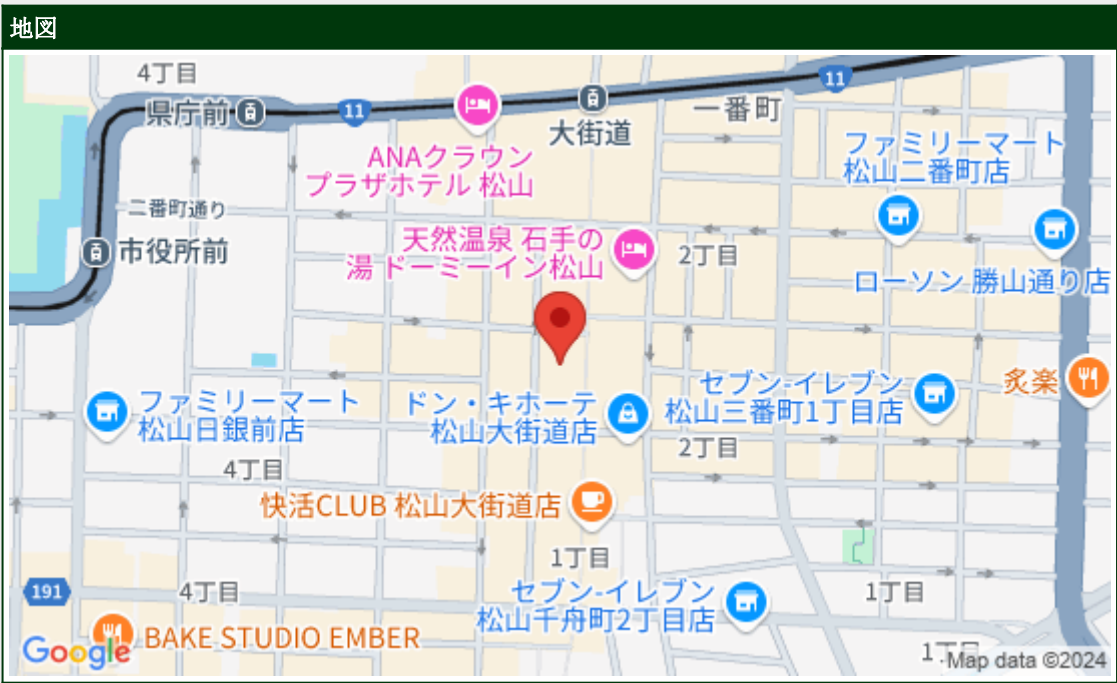 地図
4丁目
県庁前
11
11
一番町
大街道
ANAクラウン
プラザホテル 松山
ファミリーマート
松山二番町店
二番町通り
市役所前
天然温泉 石手の
湯 ドーミーイン松山
2丁目
ローソン 勝山通り店
ファミリーマート
松山日銀前店
ドン・キホーテ
松山大街道店
セブン-イレブン
松山三番町1丁目店
炙楽
2丁目
4丁目
快活CLUB 松山大街道店
1丁目
191
4丁目
セブン-イレブン
松山千舟町2丁目店
1丁目
BAKE STUDIO EMBER
Google
Map data ©2024